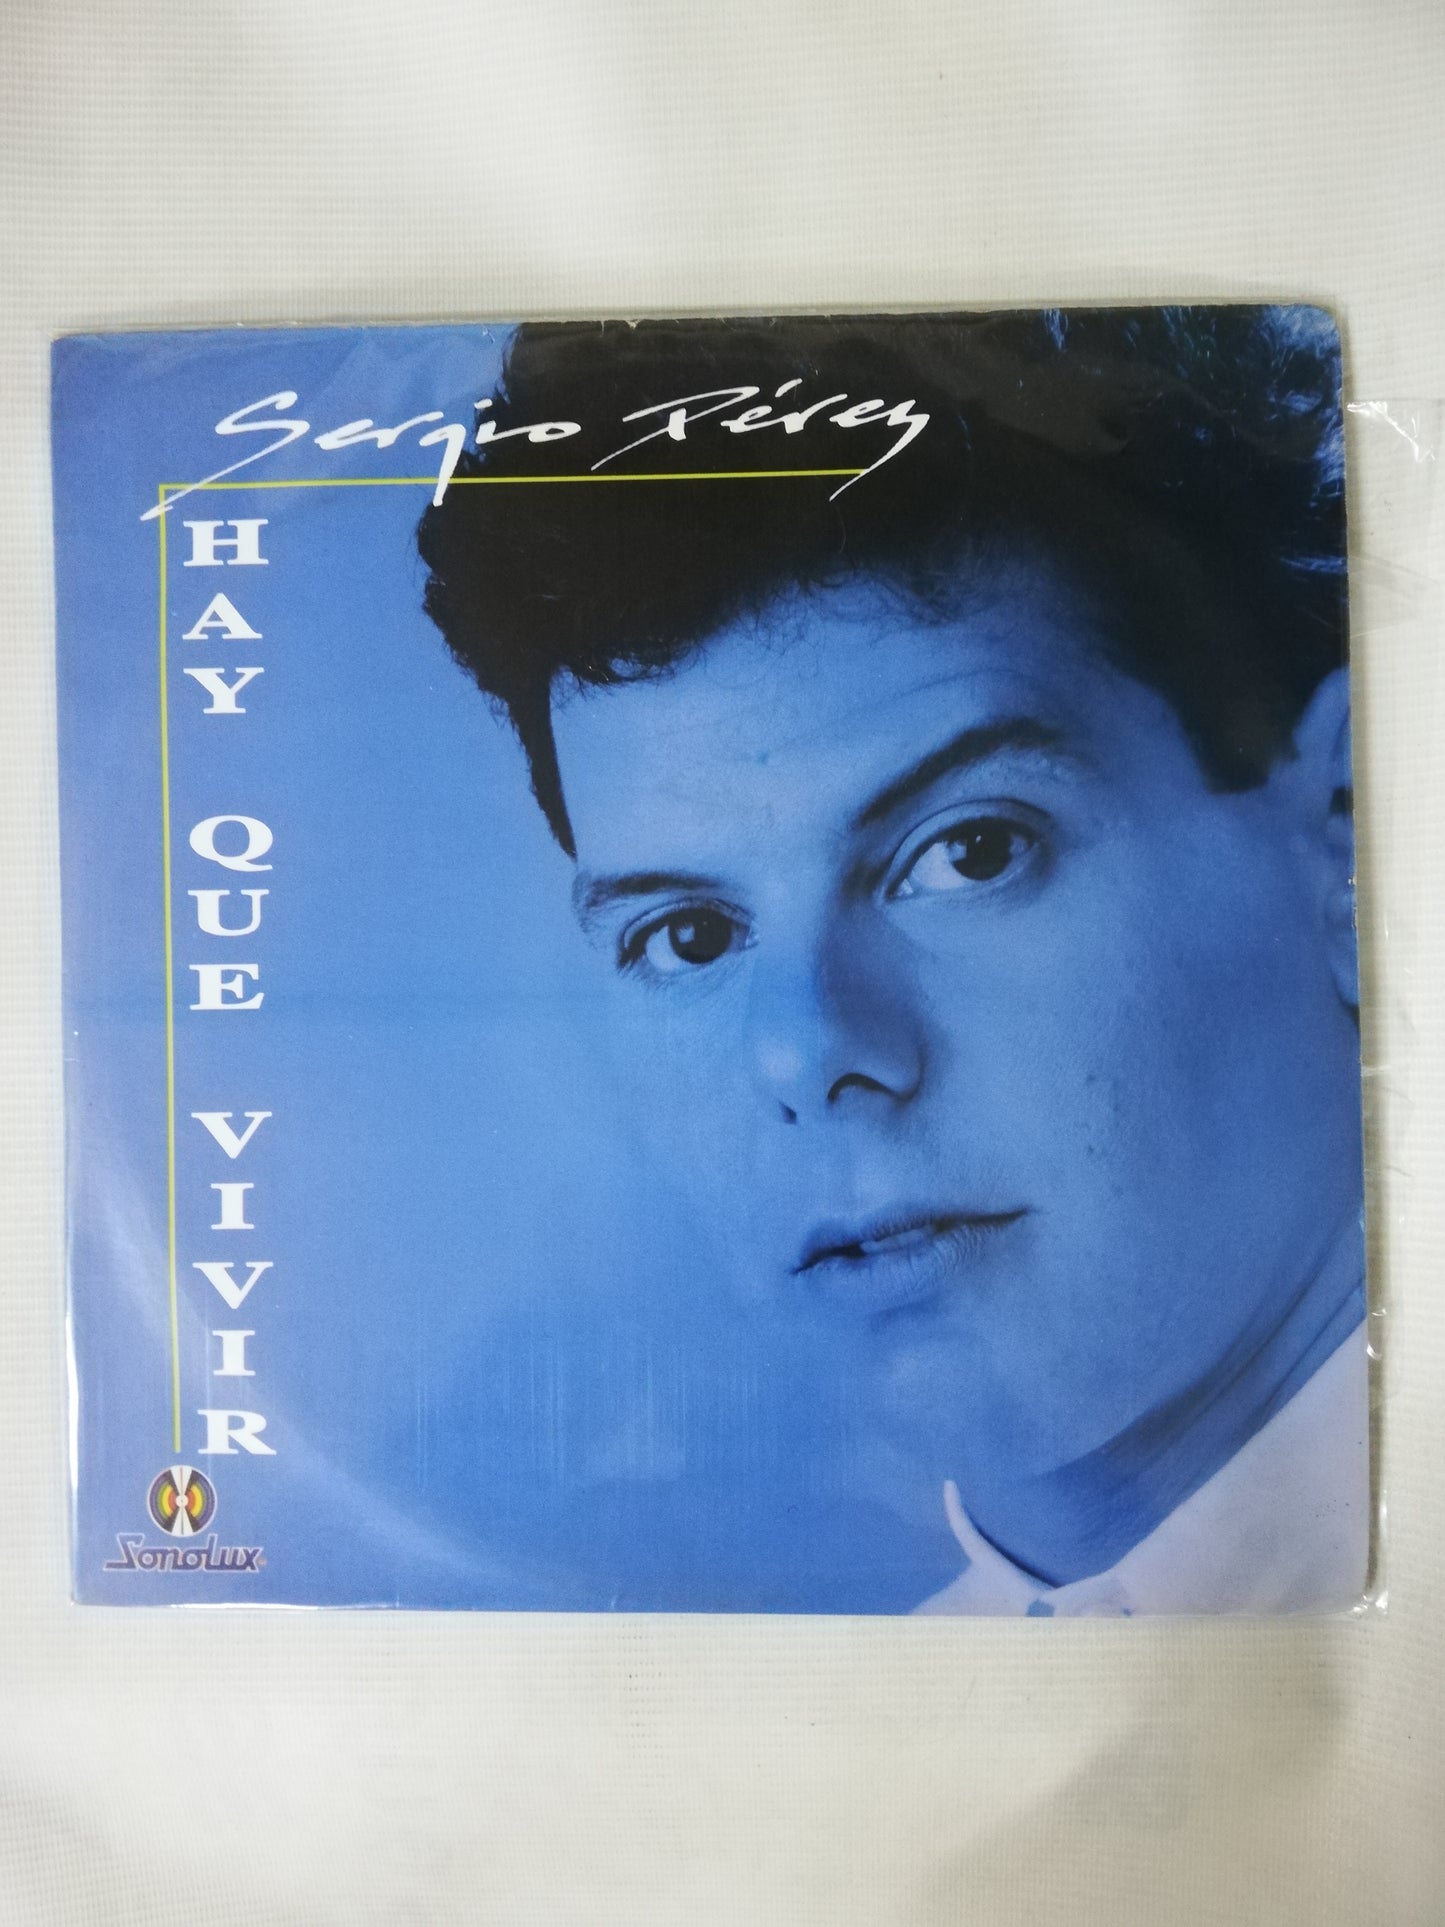 Sergio Pérez
HAY
QUE
VIVIR
Sonolux